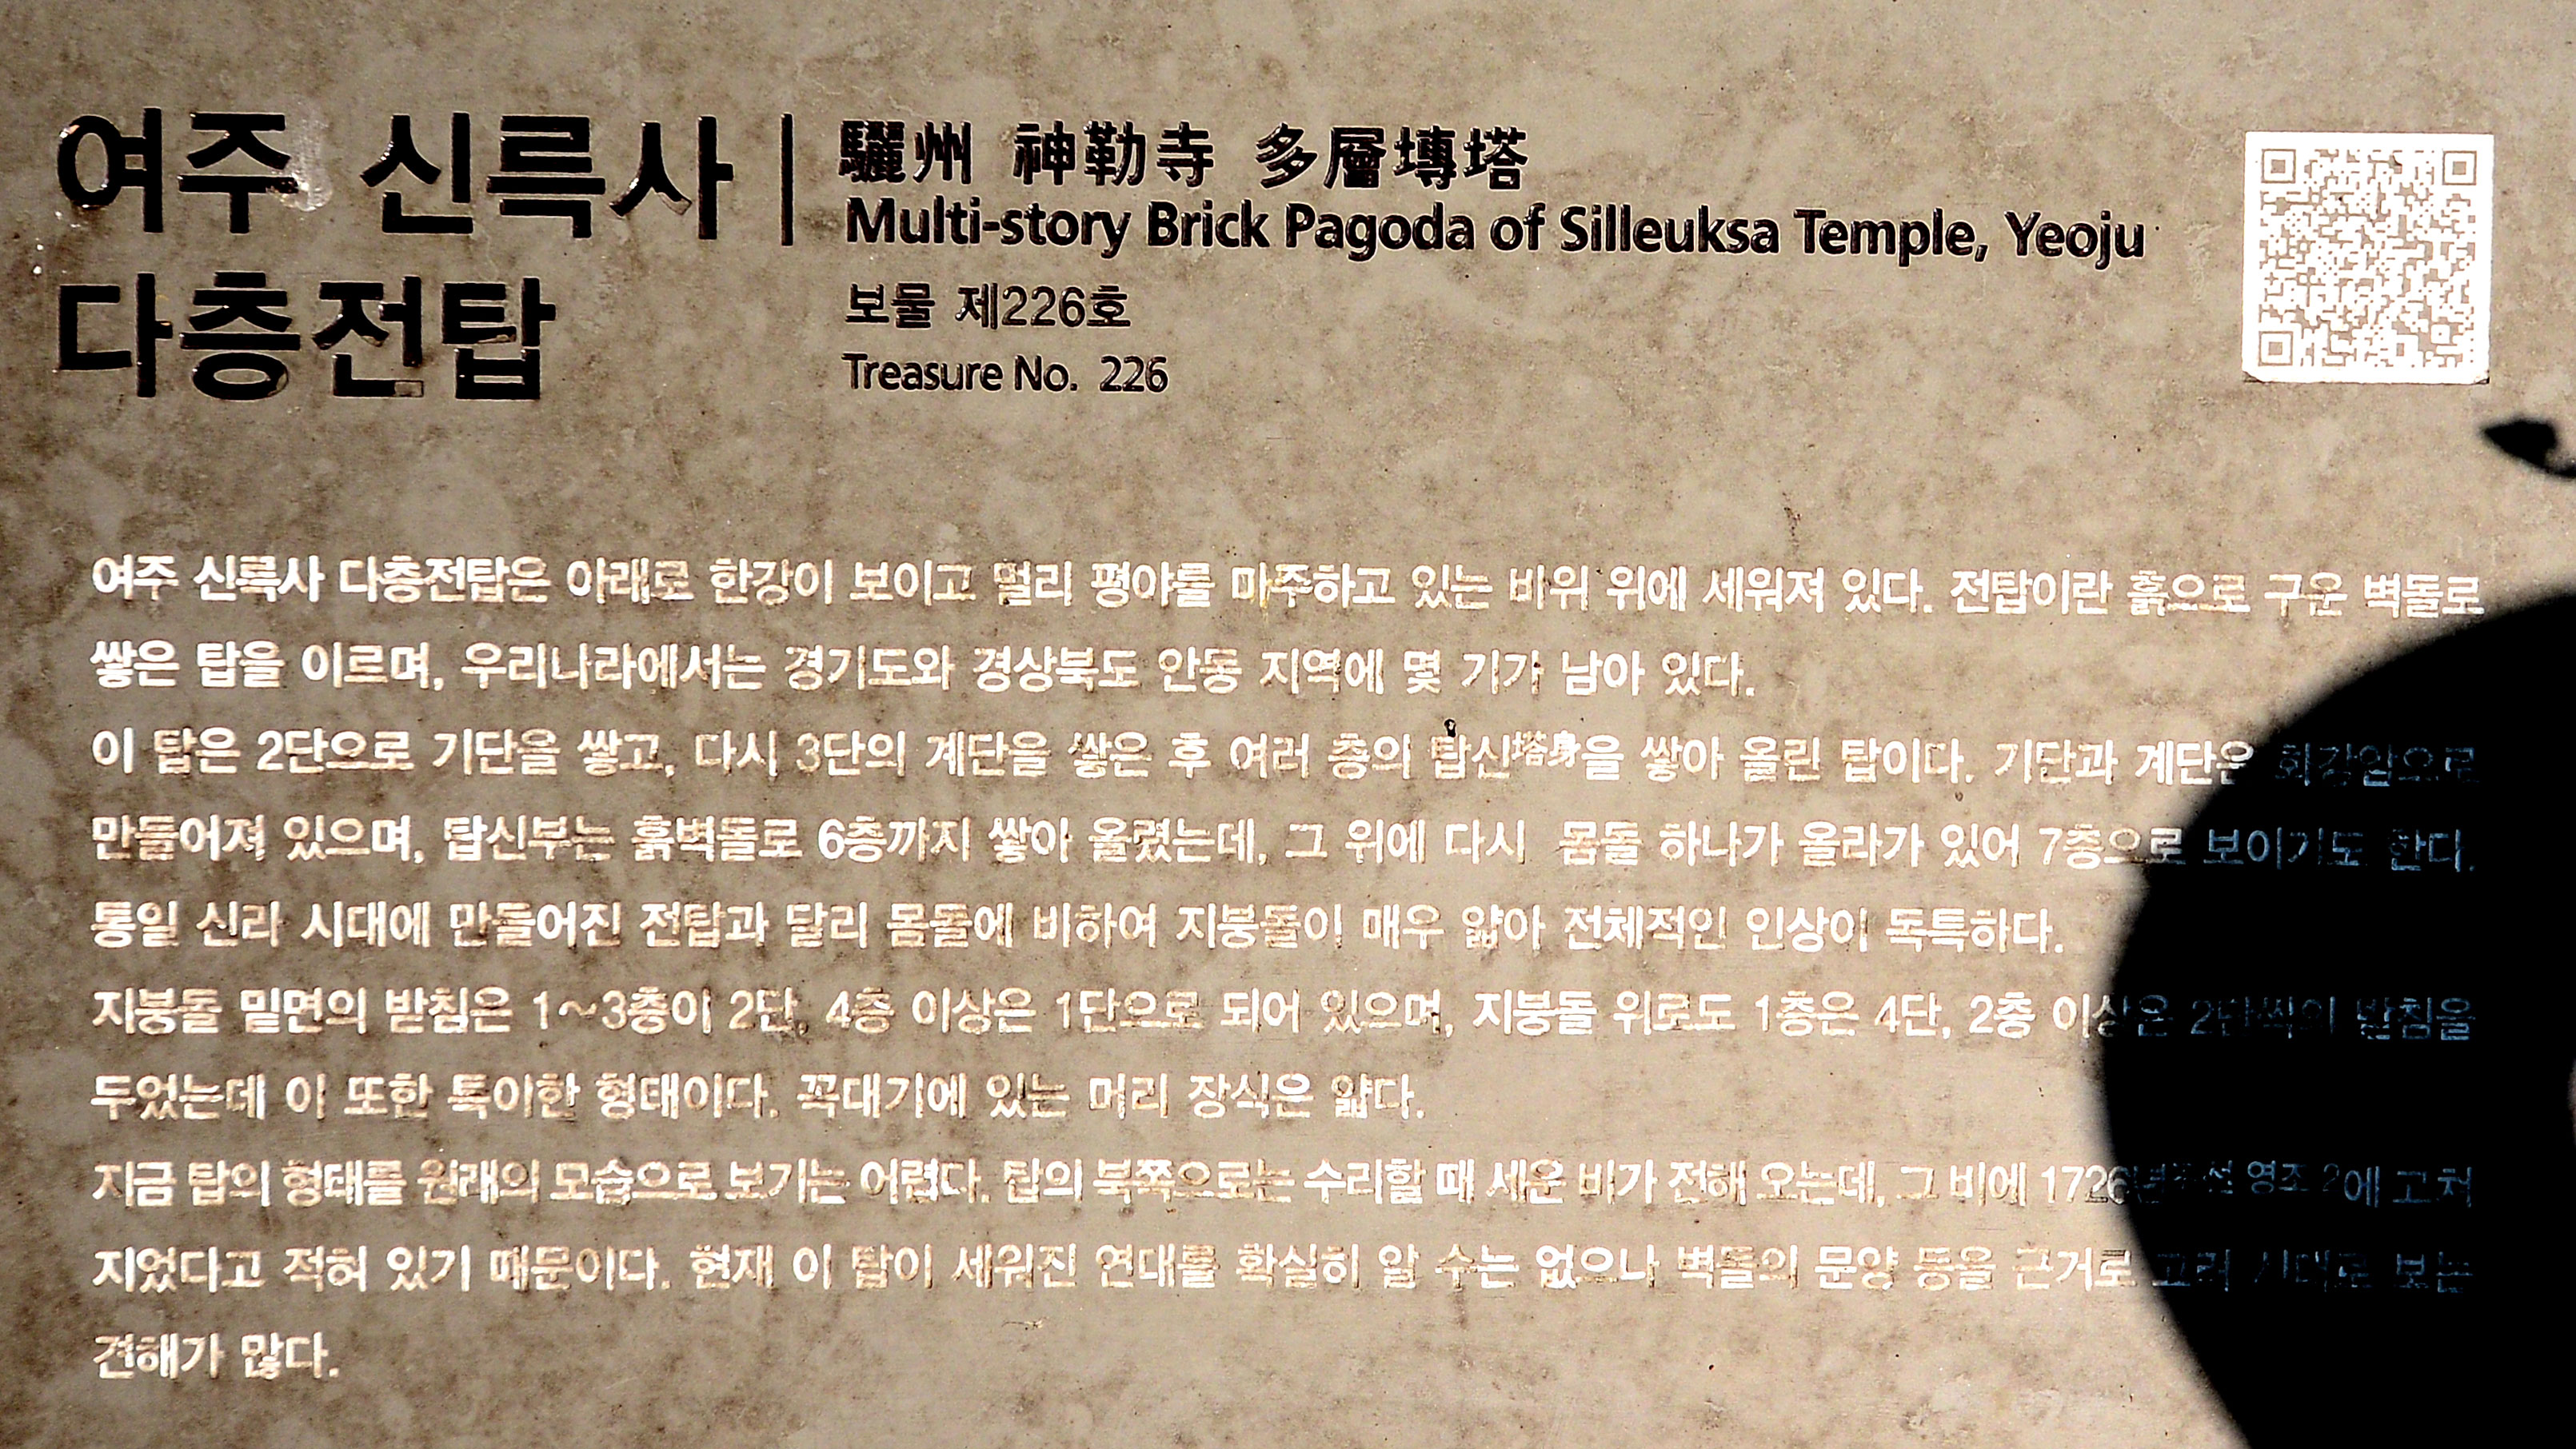 여주 신륵사
다층전탑
驪州 神勒寺 多層塼塔
Multi-story Brick Pagoda of Silleuksa Temple, Yeoju
보물 제226호
Treasure No. 226
여주 신륵사 다층전탑은 아래로 한강이 보이고 멀리 평야를 마주하고 있는 바위 위에 세워져 있다. 전탑이란 흙으로 구운 벽돌로
쌓은 탑을 이르며, 우리나라에서는 경기도와 경상북도 안동 지역에 몇 기가 남아 있다.
이 탑은 2단으로 기단을 쌓고, 다시 3단의 계단을 쌓은 후 여러 층의 탑신塔身을 쌓아 올린 탑이다. 기단과 계단은 화강암으로
만들어져 있으며, 탑신부는 흙벽돌로 6층까지 쌓아 올렸는데, 그 위에 다시 몸돌 하나가 올라가 있어 7층으로 보이기도 한다.
통일 신라 시대에 만들어진 전탑과 달리 몸돌에 비하여 지붕돌이 매우 얇아 전체적인 인상이 독특하다.
지붕돌 밑면의 받침은 1~3층이 2단, 4층 이상은 1단으로 되어 있으며, 지붕돌 위로도 1층은 4단, 2층 이상은 2단씩의 받침을
두었는데 이 또한 특이한 형태이다. 꼭대기에 있는 머리 장식은 얇다.
지금 탑의 형태를 원래의 모습으로 보기는 어렵다. 탑의 북쪽으로는 수리할 때 세운 비가 전해 오는데, 그 비에 1726년조선 영조 2에 고쳐
지었다고 적혀 있기 때문이다. 현재 이 탑이 세워진 연대를 확실히 알 수는 없으나 벽돌의 문양 등을 근거로 고려 시대로 보는
견해가 많다.